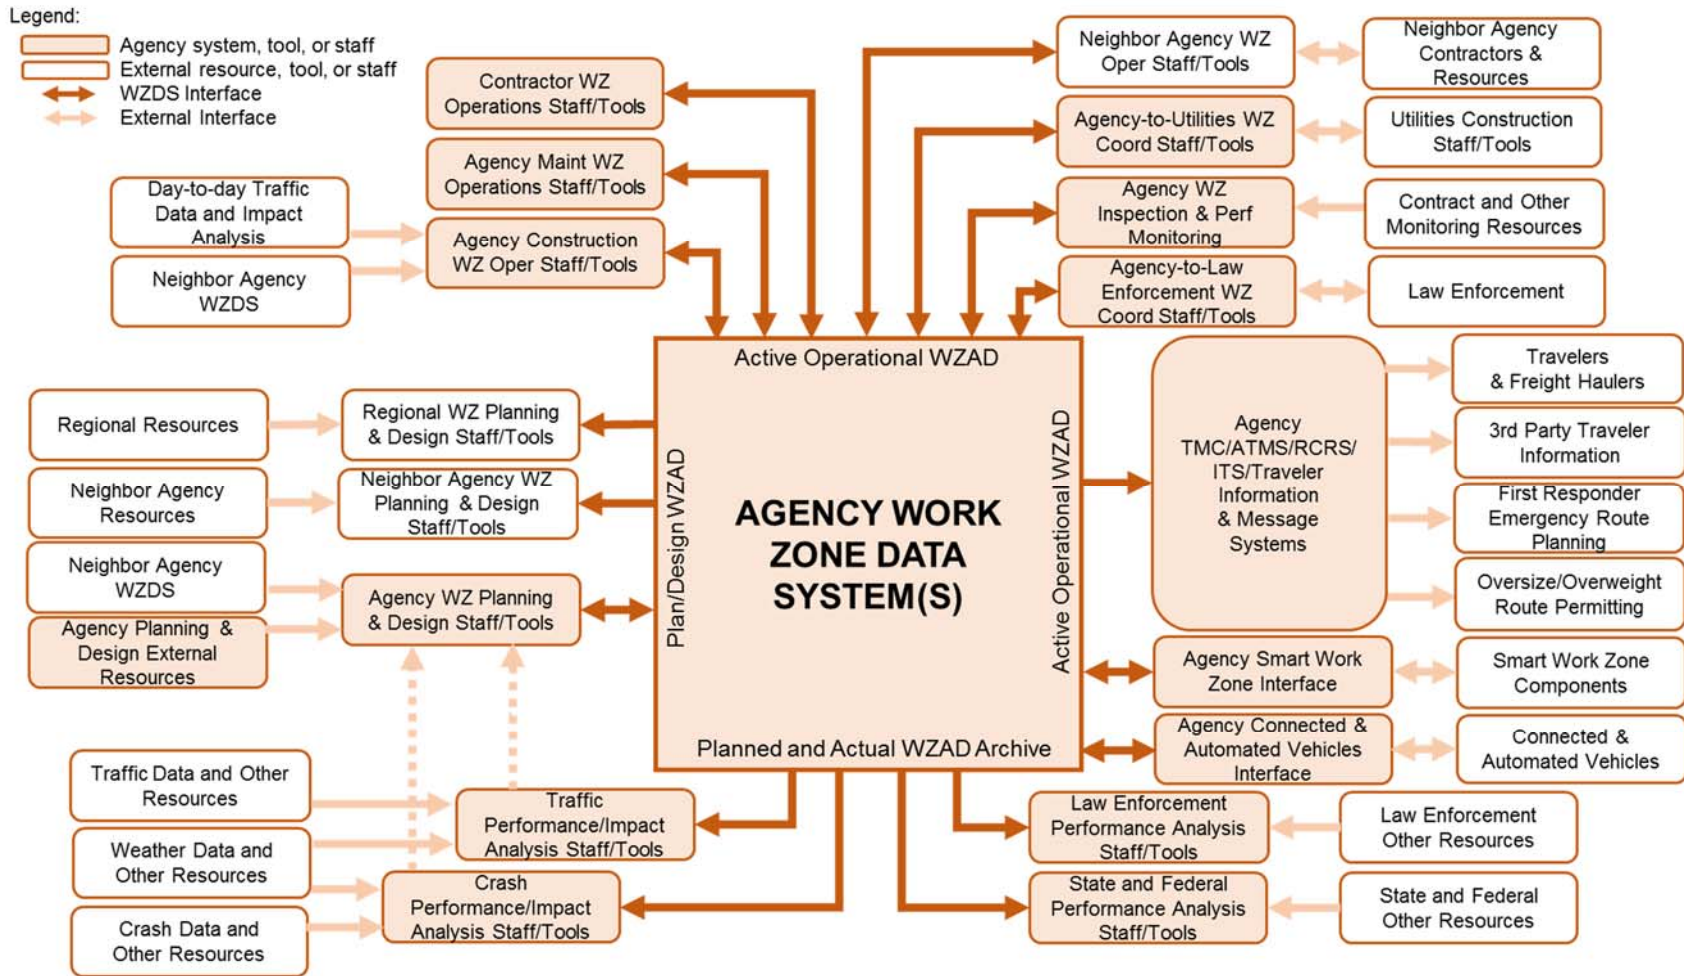 Legend:
Agency system, tool, or staff
External resource, tool, or staff
WZDS Interface
External Interface
Contractor WZ
Operations Staff/Tools
Agency Maint WZ
Operations Staff/Tools
Day-to-day Traffic
Data and Impact
Analysis
Neighbor Agency
WZDS
Agency Construction
WZ Oper Staff/Tools
Neighbor Agency WZ
Oper Staff/Tools
Neighbor Agency
Contractors &
Resources
Agency-to-Utilities WZ
Coord Staff/Tools
Utilities Construction
Staff/Tools
Agency WZ
Inspection & Perf
Monitoring
Contract and Other
Monitoring Resources
Agency-to-Law
Enforcement WZ
Coord Staff/Tools
Law Enforcement
Regional Resources
Regional WZ Planning
& Design Staff/Tools
Neighbor Agency
Resources
Neighbor Agency WZ
Planning & Design
Staff/Tools
Neighbor Agency
WZDS
Agency Planning &
Design External
Resources
Agency WZ Planning
& Design Staff/Tools
Active Operational WZAD
Plan/Design WZAD
AGENCY WORK
ZONE DATA
SYSTEM(S)
Active Operational WZAD
Planned and Actual WZAD Archive
Agency
TMC/ATMS/RCRS/
ITS/Traveler
Information
& Message
Systems
Travelers
& Freight Haulers
3rd Party Traveler
Information
First Responder
Emergency Route
Planning
Oversize/Overweight
Route Permitting
Agency Smart Work
Zone Interface
Smart Work Zone
Components
Agency Connected &
Automated Vehicles
Interface
Connected &
Automated Vehicles
Traffic Data and Other
Resources
Weather Data and
Other Resources
Crash Data and
Other Resources
Traffic
Performance/Impact
Analysis Staff/Tools
Crash
Performance/Impact
Analysis Staff/Tools
Law Enforcement
Performance Analysis
Staff/Tools
Law Enforcement
Other Resources
State and Federal
Performance Analysis
Staff/Tools
State and Federal
Other Resources